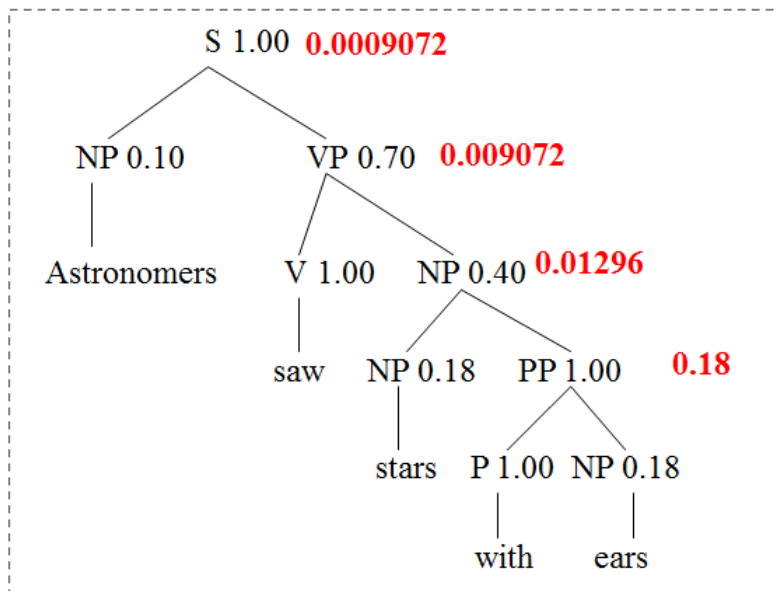 S 1.00 0.0009072
NP 0.10 VP 0.70 0.009072
Astronomers V 1.00 NP 0.40 0.01296
saw NP 0.18 PP 1.00 0.18
stars P 1.00 NP 0.18
with ears